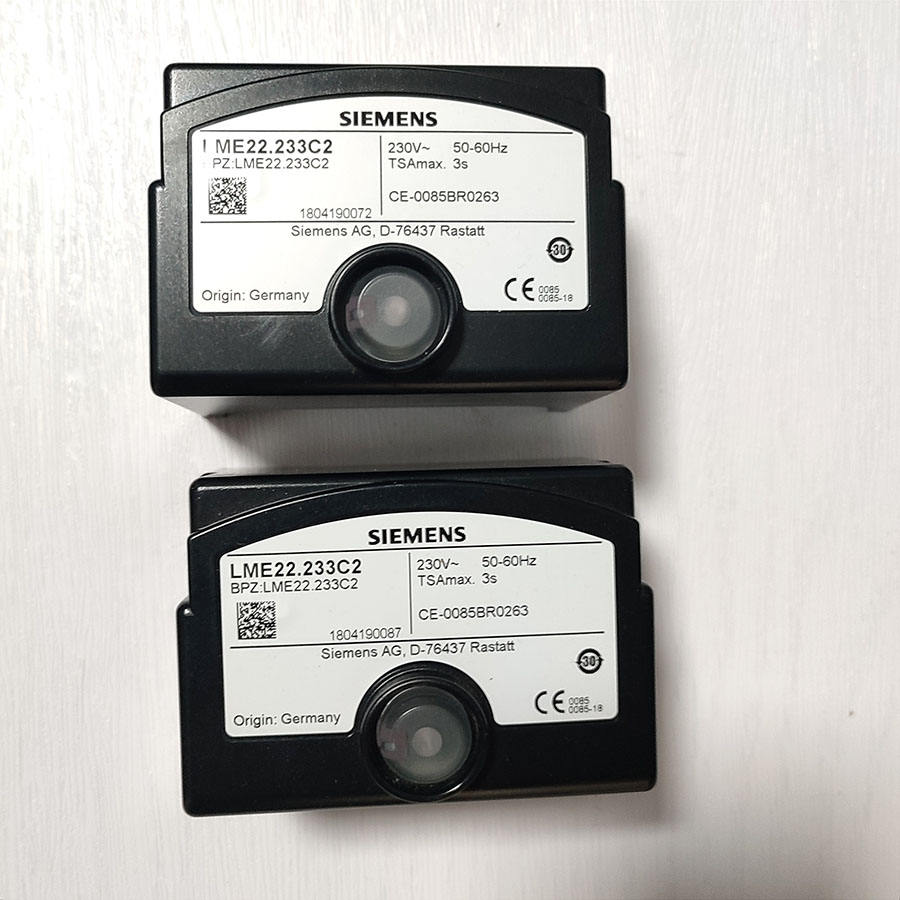 SIEMENS
LME22.233C2
BPZ:LME22.233C2
230V~ 50-60Hz
TSAmax. 3s
CE-0085BR0263
1804190072
Siemens AG, D-76437 Rastatt
30
Origin: Germany
CE 0085
0085-18
SIEMENS
LME22.233C2
BPZ:LME22.233C2
230V~ 50-60Hz
TSAmax. 3s
CE-0085BR0263
1804190087
Siemens AG, D-76437 Rastatt
30
Origin: Germany
CE 0085
0085-18